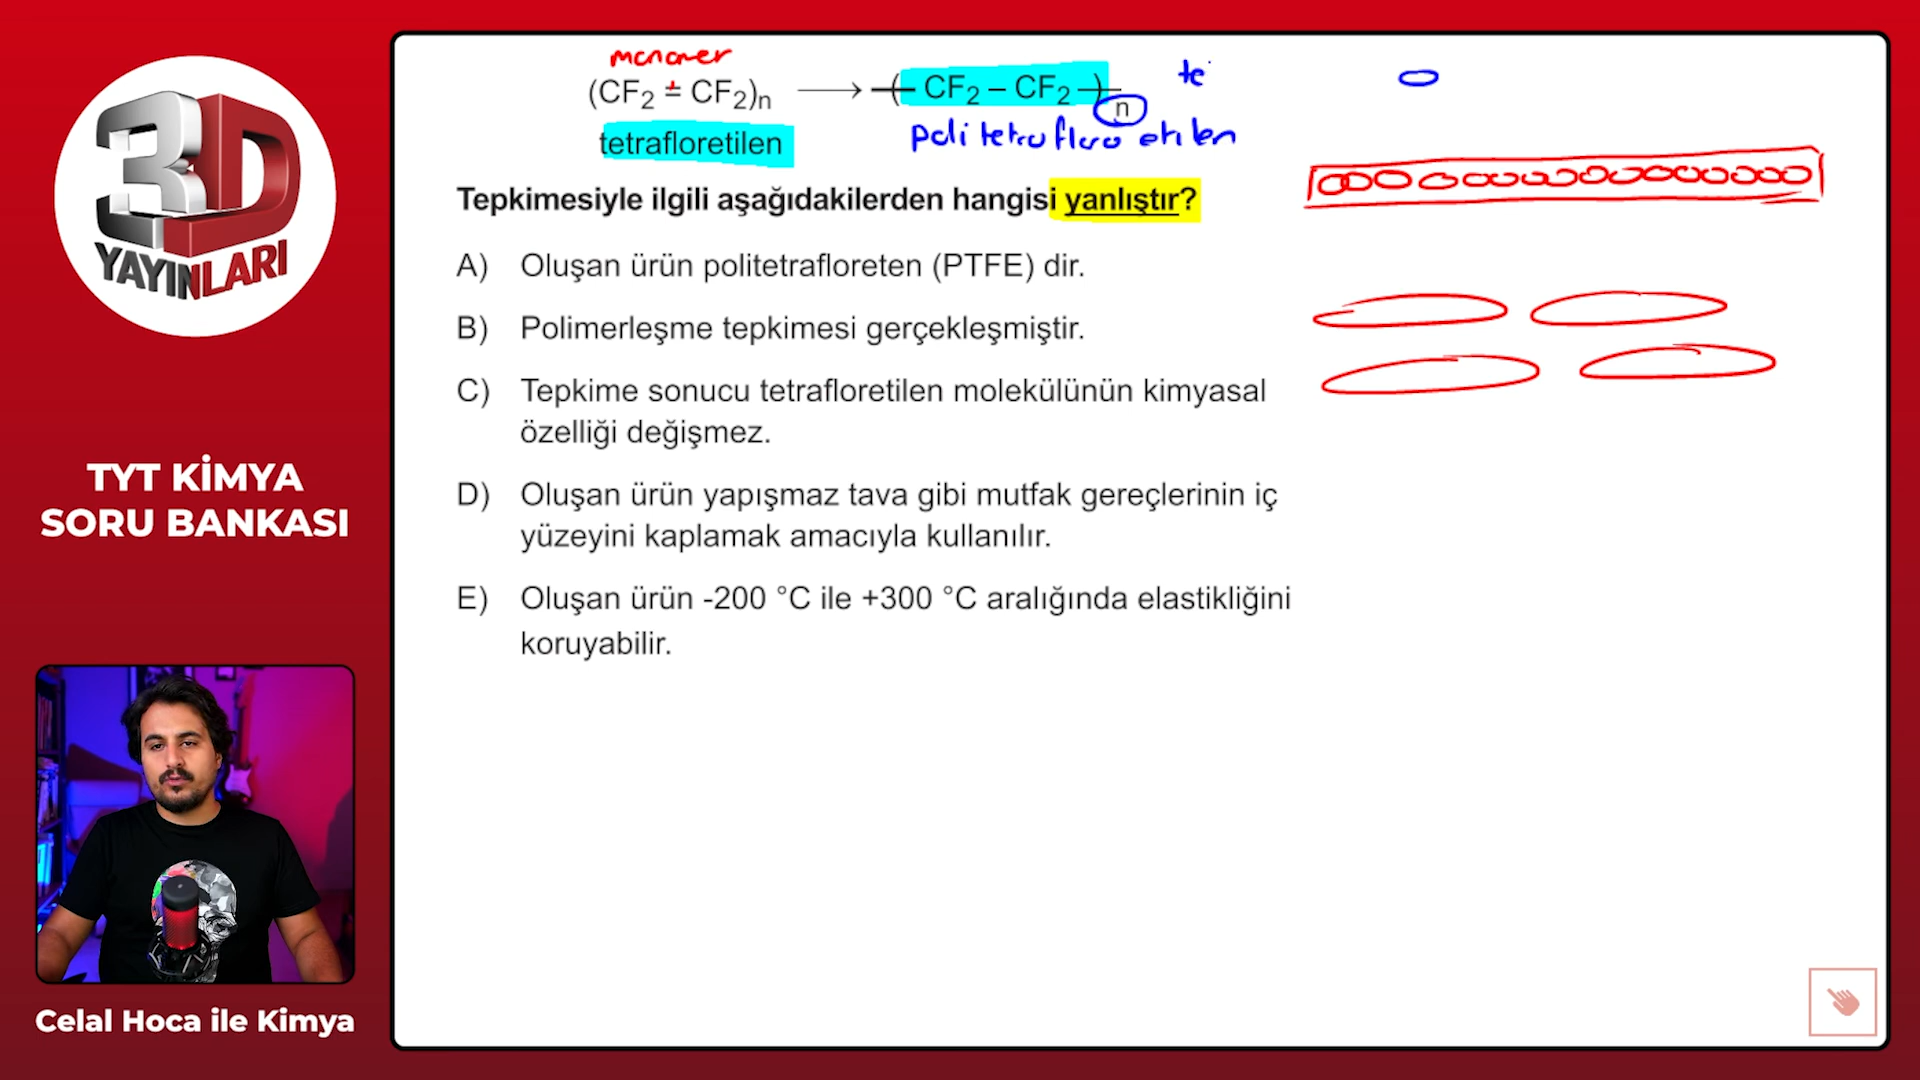 3D
YAYINLARI
TYT KİMYA
SORU BANKASI
Celal Hoca ile Kimya
monomer
(CF2 = CF2)n ⟶ –(– CF2 – CF2 –)–n
te
tetrafloretilen
poli tetra floro etilen
Tepkimesiyle ilgili aşağıdakilerden hangisi yanlıştır?
A) Oluşan ürün politetrafloreten (PTFE) dir.
B) Polimerleşme tepkimesi gerçekleşmiştir.
C) Tepkime sonucu tetrafloretilen molekülünün kimyasal
özelliği değişmez.
D) Oluşan ürün yapışmaz tava gibi mutfak gereçlerinin iç
yüzeyini kaplamak amacıyla kullanılır.
E) Oluşan ürün -200 °C ile +300 °C aralığında elastikliğini
koruyabilir.